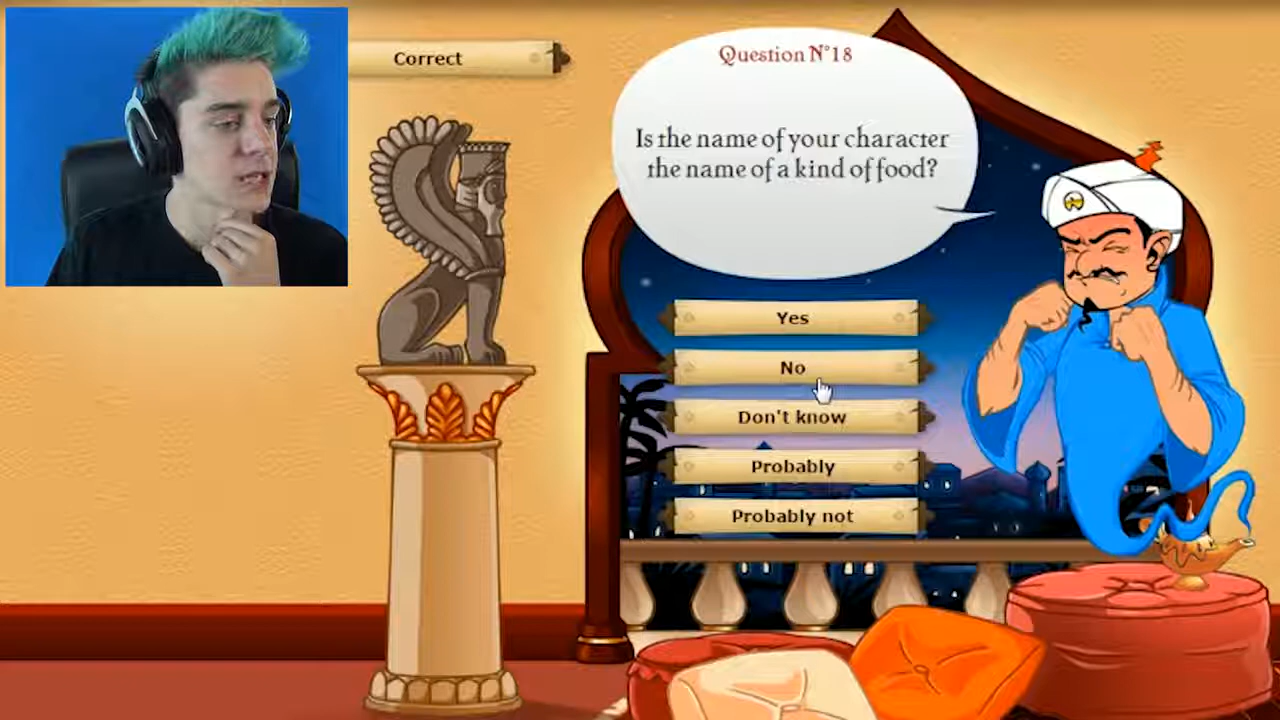 Correct
Question N°18
Is the name of your character
the name of a kind of food?
Yes
No
Don't know
Probably
Probably not